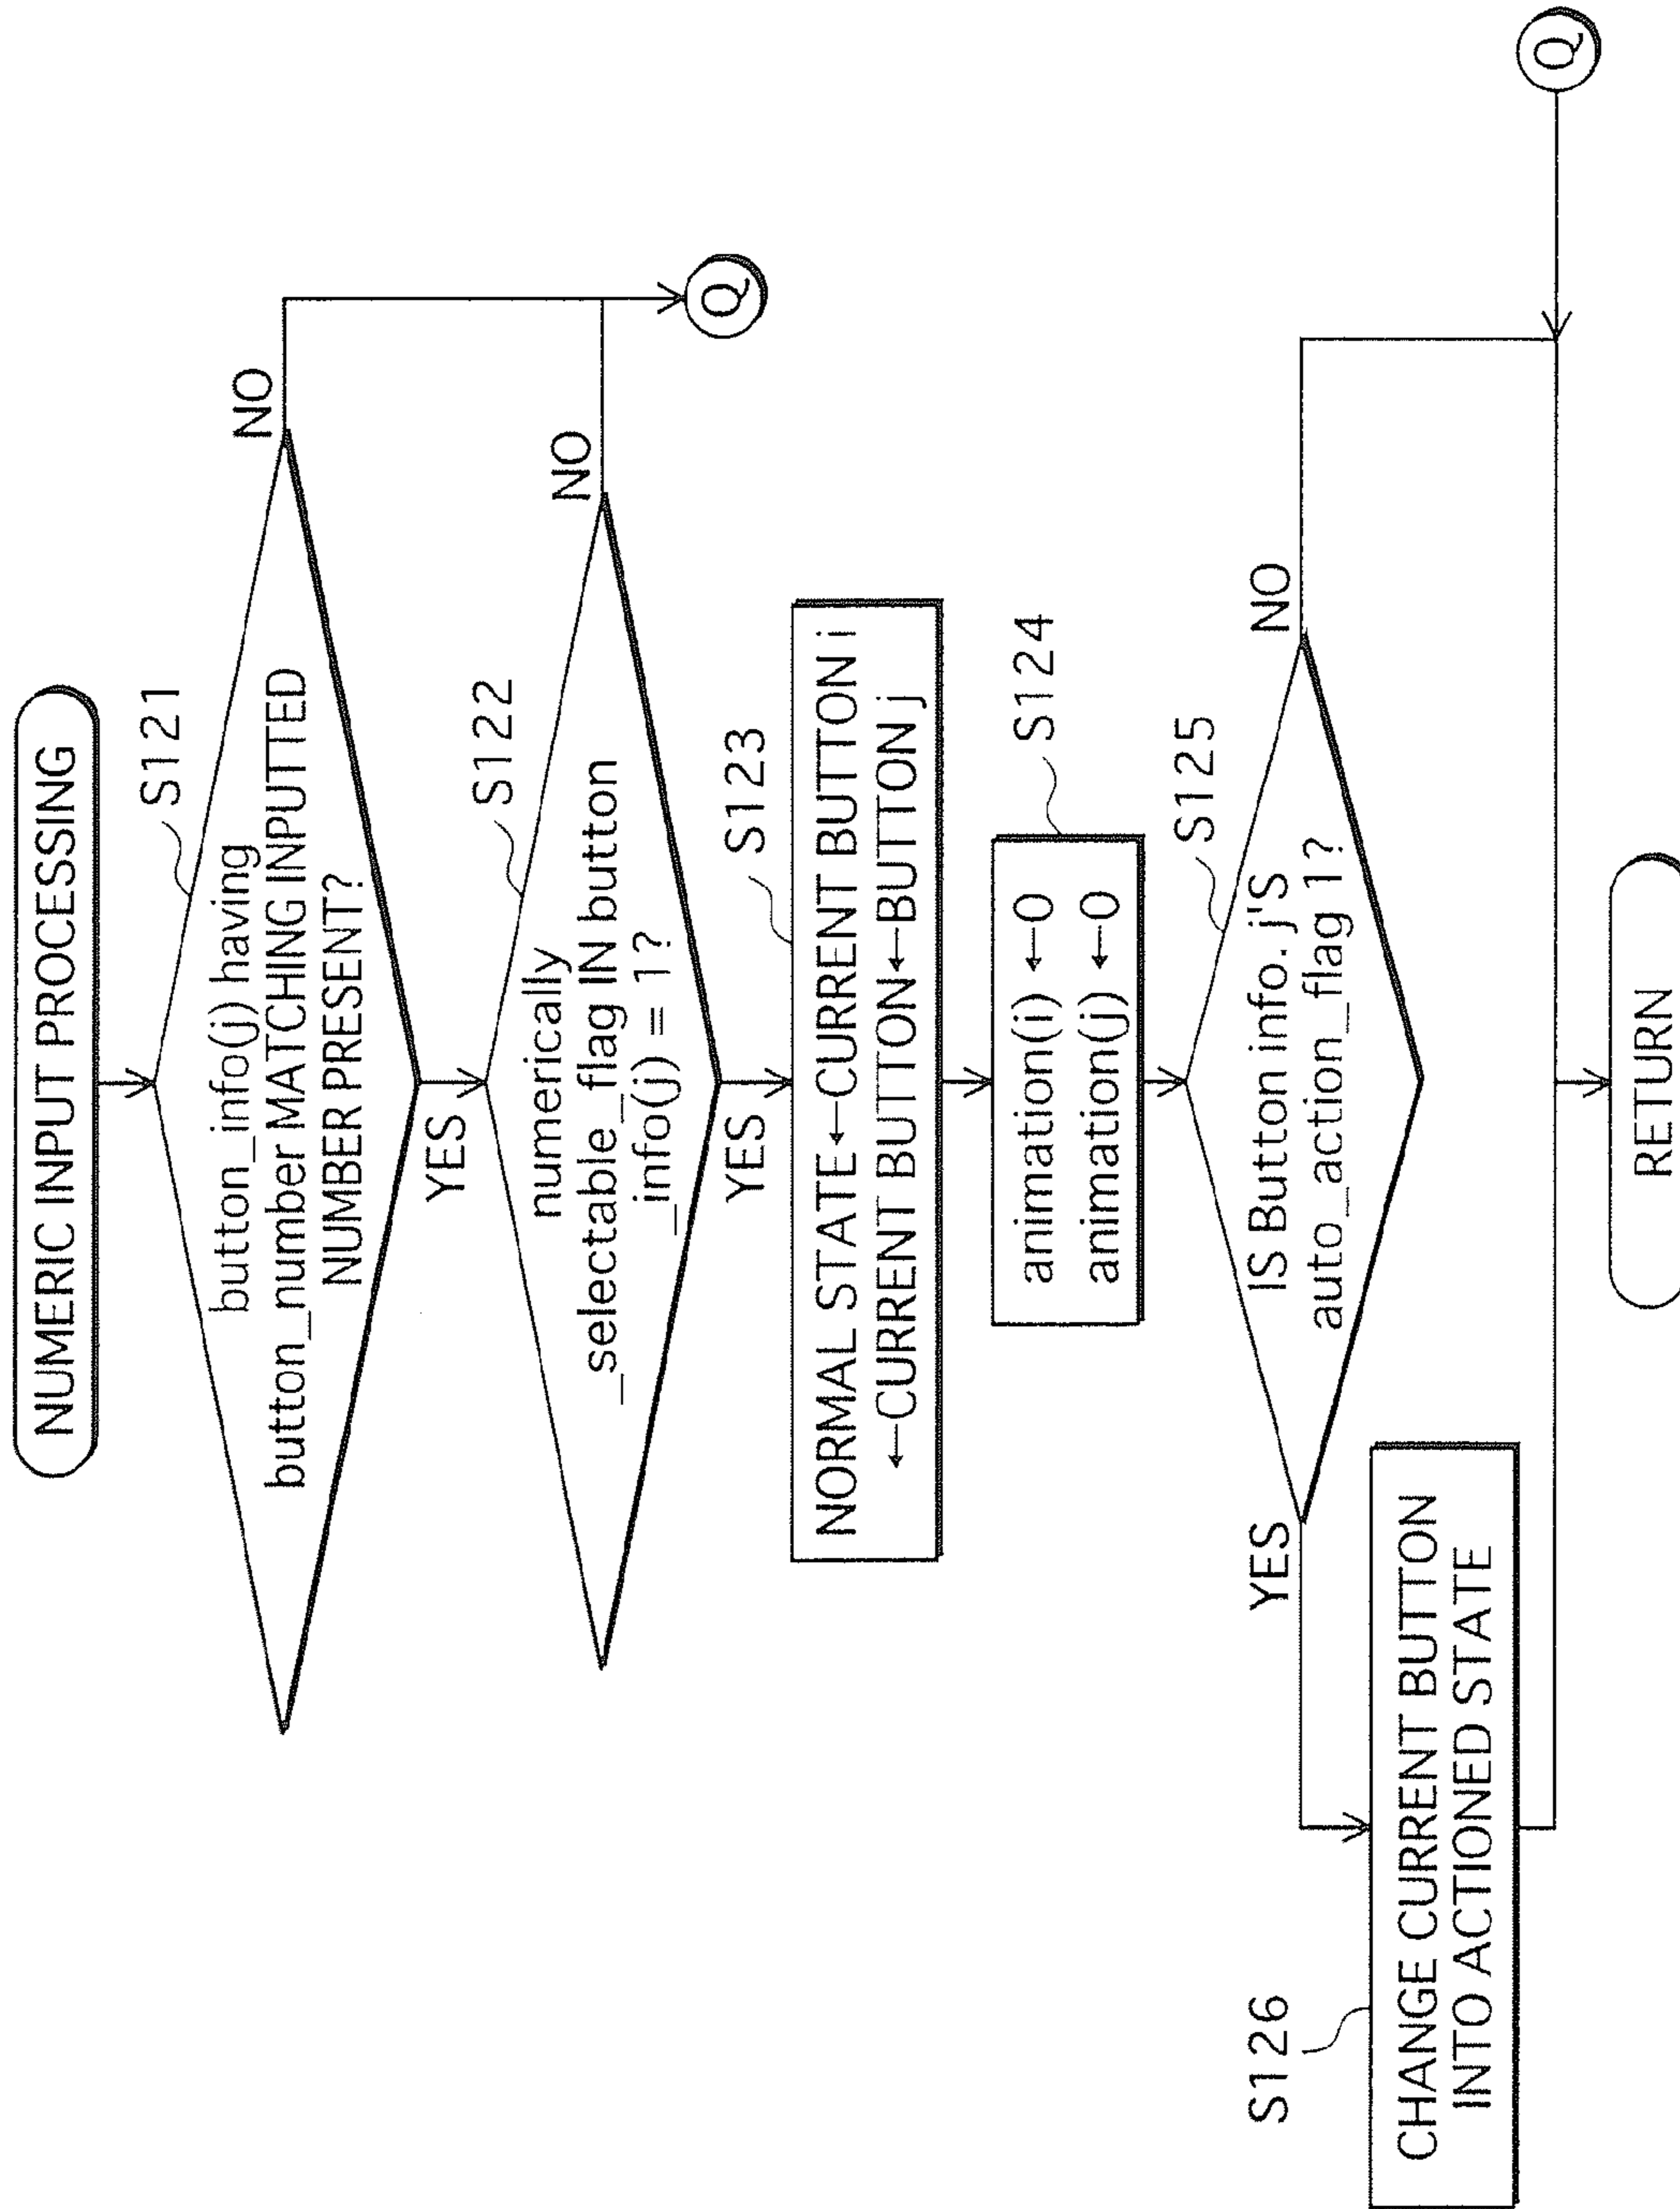 NUMERIC INPUT PROCESSING
S121
button_info(j) having
button_number MATCHING INPUTTED
NUMBER PRESENT?
NO
YES
S122
numerically
_selectable_flag IN button
_info(j) = 1?
NO
Q
YES
S123
NORMAL STATE←CURRENT BUTTON i
←CURRENT BUTTON←BUTTON j
S124
animation(i) ←0
animation(j) ←0
S125
IS Button info. j'S
auto_action_flag 1?
YES
NO
S126
CHANGE CURRENT BUTTON
INTO ACTIONED STATE
Q
RETURN